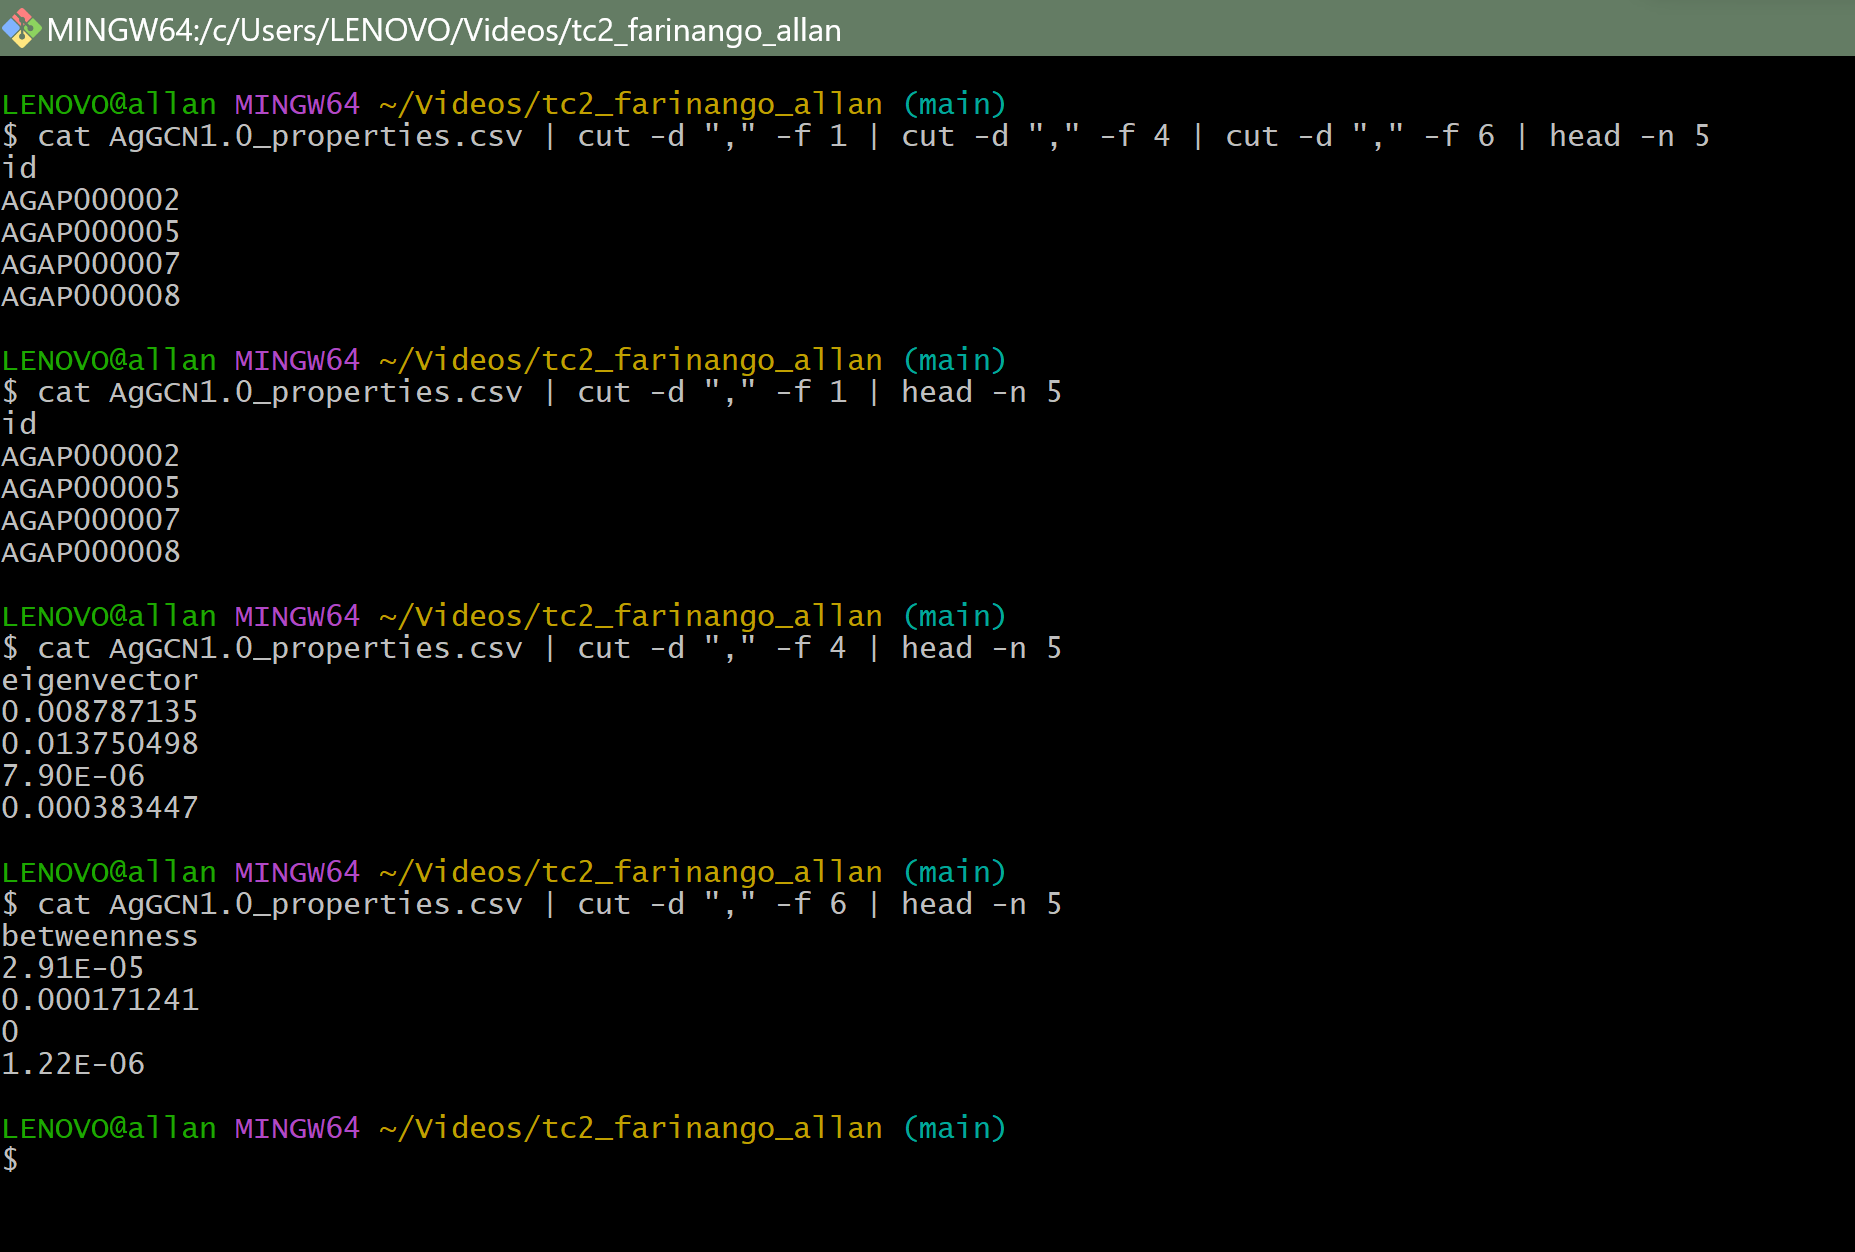 MINGW64:/c/Users/LENOVO/Videos/tc2_farinango_allan
LENOVO@allan MINGW64 ~/Videos/tc2_farinango_allan (main)
$ cat AgGCN1.0_properties.csv | cut -d "," -f 1 | cut -d "," -f 4 | cut -d "," -f 6 | head -n 5
id
AGAP000002
AGAP000005
AGAP000007
AGAP000008
LENOVO@allan MINGW64 ~/Videos/tc2_farinango_allan (main)
$ cat AgGCN1.0_properties.csv | cut -d "," -f 1 | head -n 5
id
AGAP000002
AGAP000005
AGAP000007
AGAP000008
LENOVO@allan MINGW64 ~/Videos/tc2_farinango_allan (main)
$ cat AgGCN1.0_properties.csv | cut -d "," -f 4 | head -n 5
eigenvector
0.008787135
0.013750498
7.90E-06
0.000383447
LENOVO@allan MINGW64 ~/Videos/tc2_farinango_allan (main)
$ cat AgGCN1.0_properties.csv | cut -d "," -f 6 | head -n 5
betweenness
2.91E-05
0.000171241
0
1.22E-06
LENOVO@allan MINGW64 ~/Videos/tc2_farinango_allan (main)
$